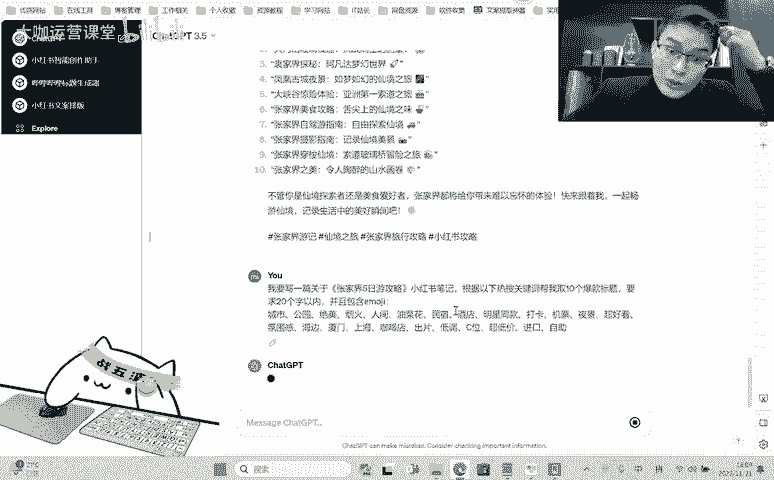 优质网站 在线工具 博客管理 工作相关 个人收藏 资源教程 学习网站 IT站长 网盘资源 软件收集 文案提取神器
大咖运营课堂
ChatGPT 3.5
小红书智能创作助手
哔哔哔哔标题生成器
小红书文案排版
Explore
3. “张家界探秘：阿凡达梦幻世界
4. “凤凰古城夜景：如梦如幻的仙境之旅
5. “大峡谷惊险体验：亚洲第一索道之旅
6. “张家界美食攻略：舌尖上的仙境之味
7. “张家界自驾游指南：自由探索仙境
8. “张家界摄影指南：记录仙境美景
9. “张家界穿梭仙境：索道玻璃桥冒险之旅
10. “张家界之美：令人陶醉的山水画卷
不管你是仙境探索者还是美食爱好者，张家界都将给你带来难以忘怀的体验！快来跟着我，一起畅
游仙境，记录生活中的美好瞬间吧！
#张家界游记 #仙境之旅 #张家界旅行攻略 #小红书攻略
You
我要写一篇关于《张家界5日游攻略》小红书笔记，根据以下热搜关键词帮我取10个爆款标题，要
求20个字以内，并且包含emoji：
城市、公园、绝美、烟火、人间、油菜花、民宿、酒店、明星同款、打卡、机票、夜景、超好看、
氛围感、海边、厦门、上海、咖啡店、出片、低调、C位、超低价、进口、自助
ChatGPT
Message ChatGPT...
ChatGPT can make mistakes. Consider checking important information.
搜索
拼
2023/11/21